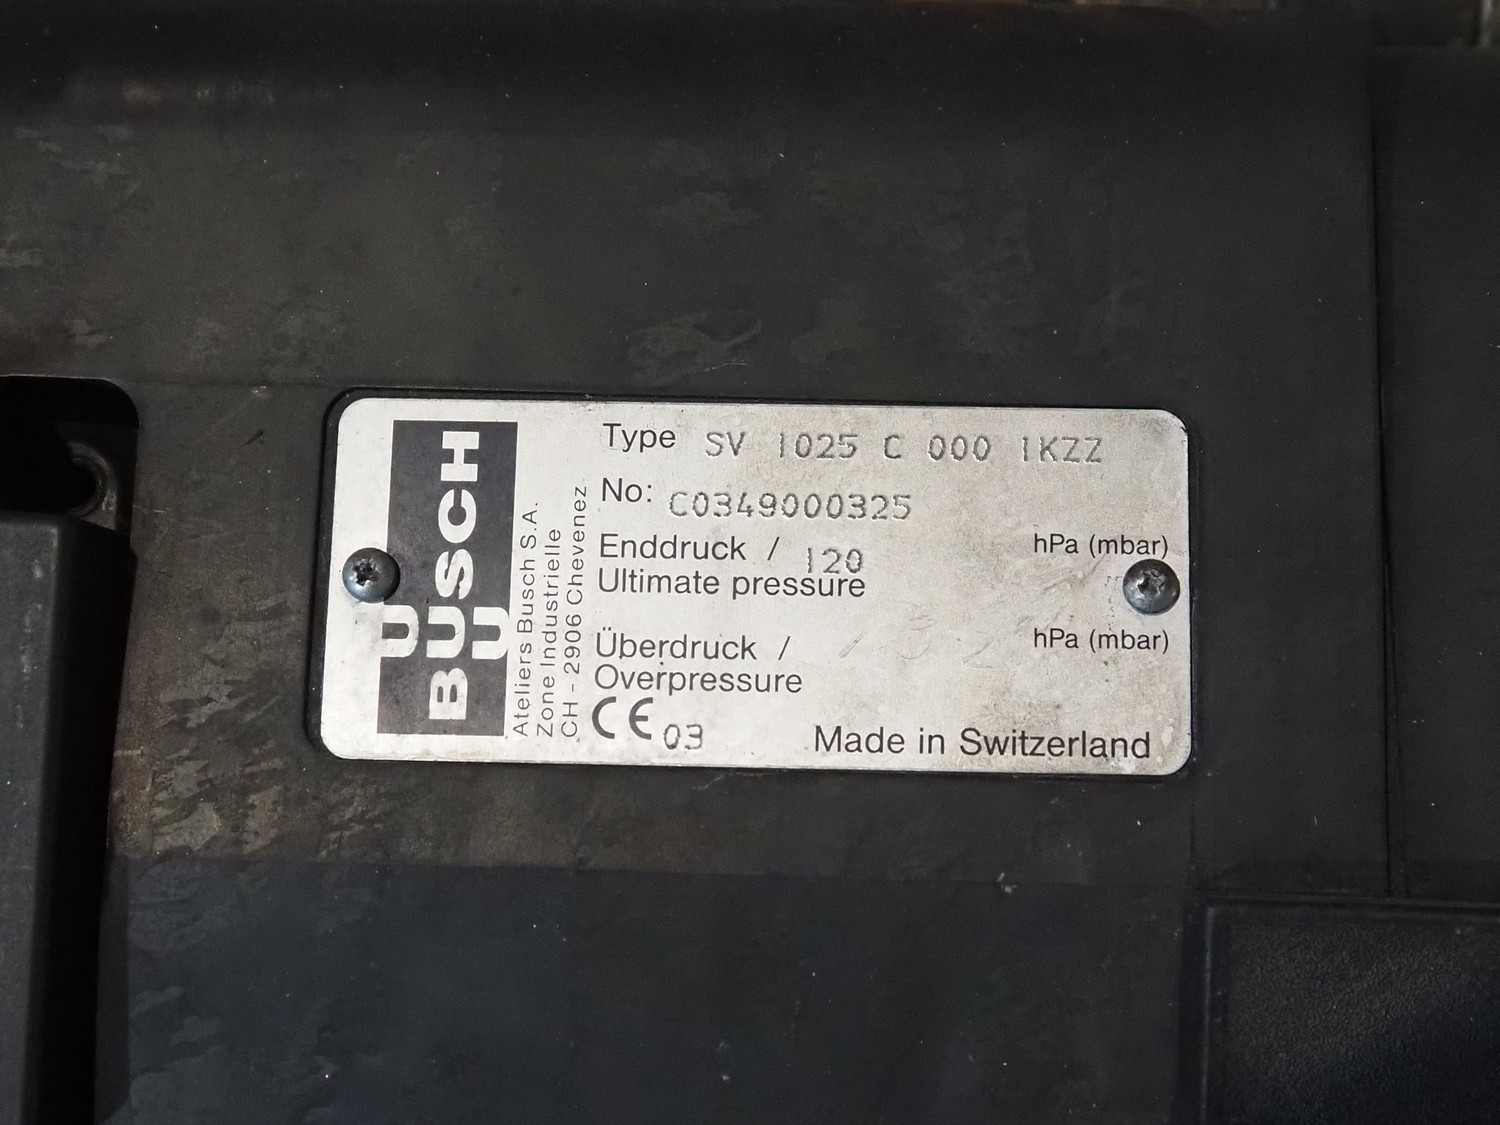 BUSCH
Ateliers Busch S.A.
Zone Industrielle
CH - 2906 Chevenez
Type SV 1025 C 000 1KZZ
No: C0349000325
Enddruck / 120 hPa (mbar)
Ultimate pressure
Überdruck / hPa (mbar)
Overpressure
CE 03
Made in Switzerland